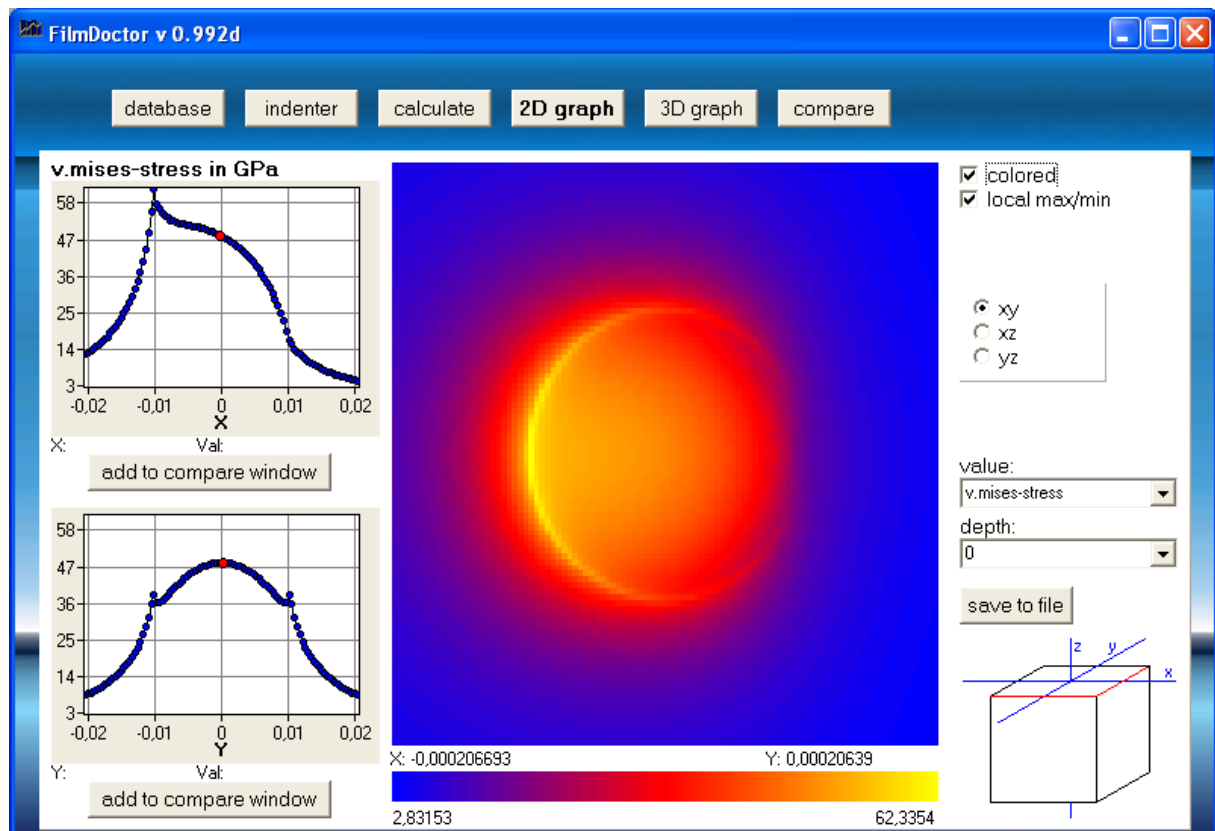 FilmDoctor v 0.992d
database indenter calculate 2D graph 3D graph compare
v.mises-stress in GPa
58
47
36
25
14
3
-0,02 -0,01 0 0,01 0,02
X
X: Val:
add to compare window
58
47
36
25
14
3
-0,02 -0,01 0 0,01 0,02
Y
Y: Val:
add to compare window
X: -0,000206693 Y: 0,00020639
2,83153 62,3354
colored
local max/min
xy
xz
yz
value:
v.mises-stress
depth:
0
save to file
z y
x